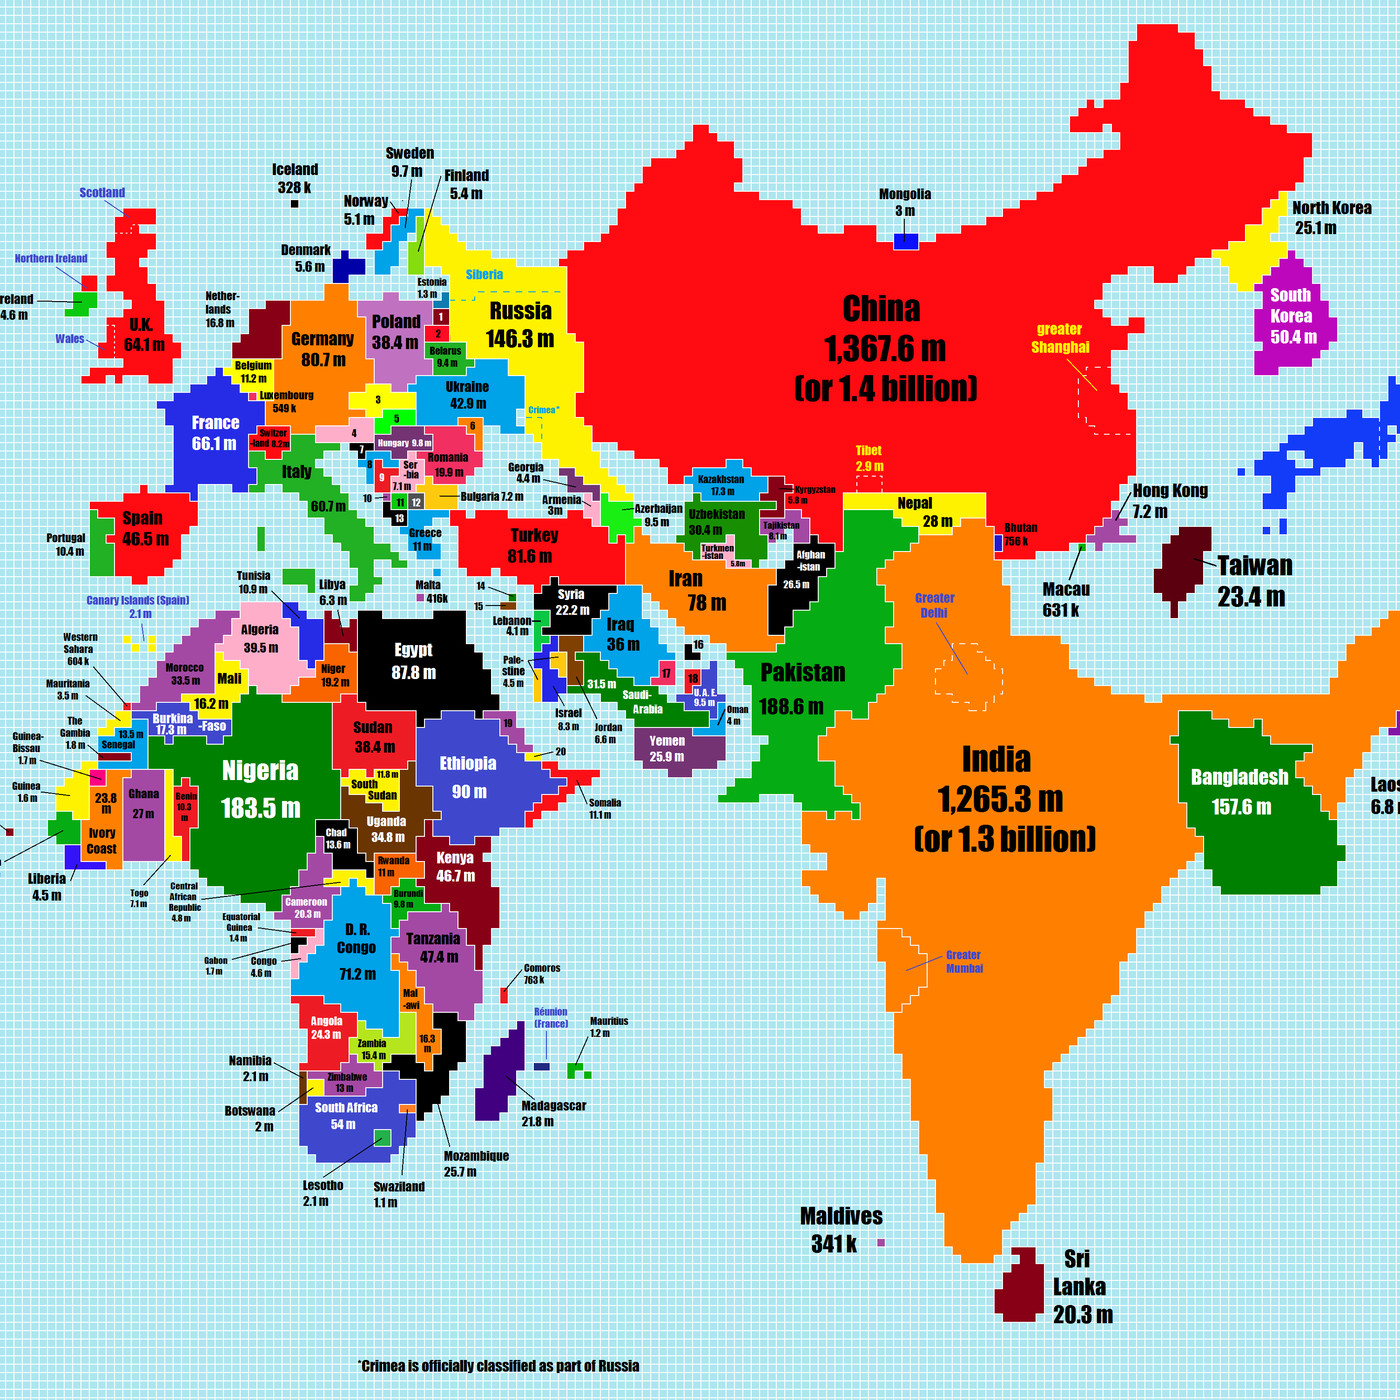 Iceland
328 k
Sweden
9.7 m
Finland
5.4 m
Norway
5.1 m
Denmark
5.6 m
Scotland
Northern Ireland
reland
4.6 m
Wales
U.K.
64.1 m
Nether-
lands
16.8 m
Germany
80.7 m
Poland
38.4 m
Estonia
1.3 m
1
2
Belarus
9.4 m
Siberia
Russia
146.3 m
Belgium
11.2 m
Luxembourg
549 k
France
66.1 m
Switzer
-land 8.2m
3
4
5
6
7
8
9
10
11
12
13
Ukraine
42.9 m
Crimea*
Hungary 9.8 m
Romania
19.9 m
Ser
-bia
7.1 m
Bulgaria 7.2 m
Italy
60.7 m
Greece
11 m
Spain
46.5 m
Portugal
10.4 m
Malta
416k
Georgia
4.4 m
Armenia
3m
Azerbaijan
9.5 m
Turkey
81.6 m
China
1,367.6 m
(or 1.4 billion)
Mongolia
3 m
North Korea
25.1 m
South
Korea
50.4 m
greater
Shanghai
Tibet
2.9 m
Nepal
28 m
Bhutan
756 k
Hong Kong
7.2 m
Macau
631 k
Taiwan
23.4 m
Kazakhstan
17.3 m
Kyrgyzstan
5.8 m
Uzbekistan
30.4 m
Tajikistan
8.1 m
Turkmen
-istan
5.8m
Afghan
-istan
26.5 m
Iran
78 m
Pakistan
188.6 m
Greater
Delhi
India
1,265.3 m
(or 1.3 billion)
Greater
Mumbai
Bangladesh
157.6 m
Laos
6.8 m
Maldives
341 k
Sri
Lanka
20.3 m
14
15
Syria
22.2 m
Lebanon
4.1 m
Iraq
36 m
Pale-
stine
4.5 m
Israel
8.3 m
Jordan
6.6 m
31.5 m
Saudi-
Arabia
16
17
18
U. A. E.
9.5 m
Oman
4 m
Yemen
25.9 m
Canary Islands (Spain)
2.1 m
Tunisia
10.9 m
Libya
6.3 m
Algeria
39.5 m
Egypt
87.8 m
Western
Sahara
604 k
Morocco
33.5 m
Mali
16.2 m
Niger
19.2 m
Mauritania
3.5 m
Burkina
-Faso
17.3 m
The
Gambia
1.8 m
13.5 m
Senegal
Guinea-
Bissau
1.7 m
Guinea
1.6 m
23.8
m
Ivory
Coast
Ghana
27 m
Benin
10.3
m
Togo
7.1 m
Liberia
4.5 m
Nigeria
183.5 m
Sudan
38.4 m
11.8 m
South
Sudan
Ethiopia
90 m
19
20
Somalia
11.1 m
Uganda
34.8 m
Chad
13.6 m
Rwanda
11 m
Kenya
46.7 m
Central
African
Republic
4.8 m
Cameroon
20.3 m
Burundi
9.8 m
Equatorial
Guinea
1.4 m
Gabon
1.7 m
Congo
4.6 m
D. R.
Congo
71.2 m
Tanzania
47.4 m
Mal
-awi
16.3
m
Angola
24.3 m
Zambia
15.4 m
Comoros
763 k
Réunion
(France)
Mauritius
1.2 m
Madagascar
21.8 m
Namibia
2.1 m
Zimbabwe
13 m
Botswana
2 m
South Africa
54 m
Lesotho
2.1 m
Swaziland
1.1 m
Mozambique
25.7 m
*Crimea is officially classified as part of Russia